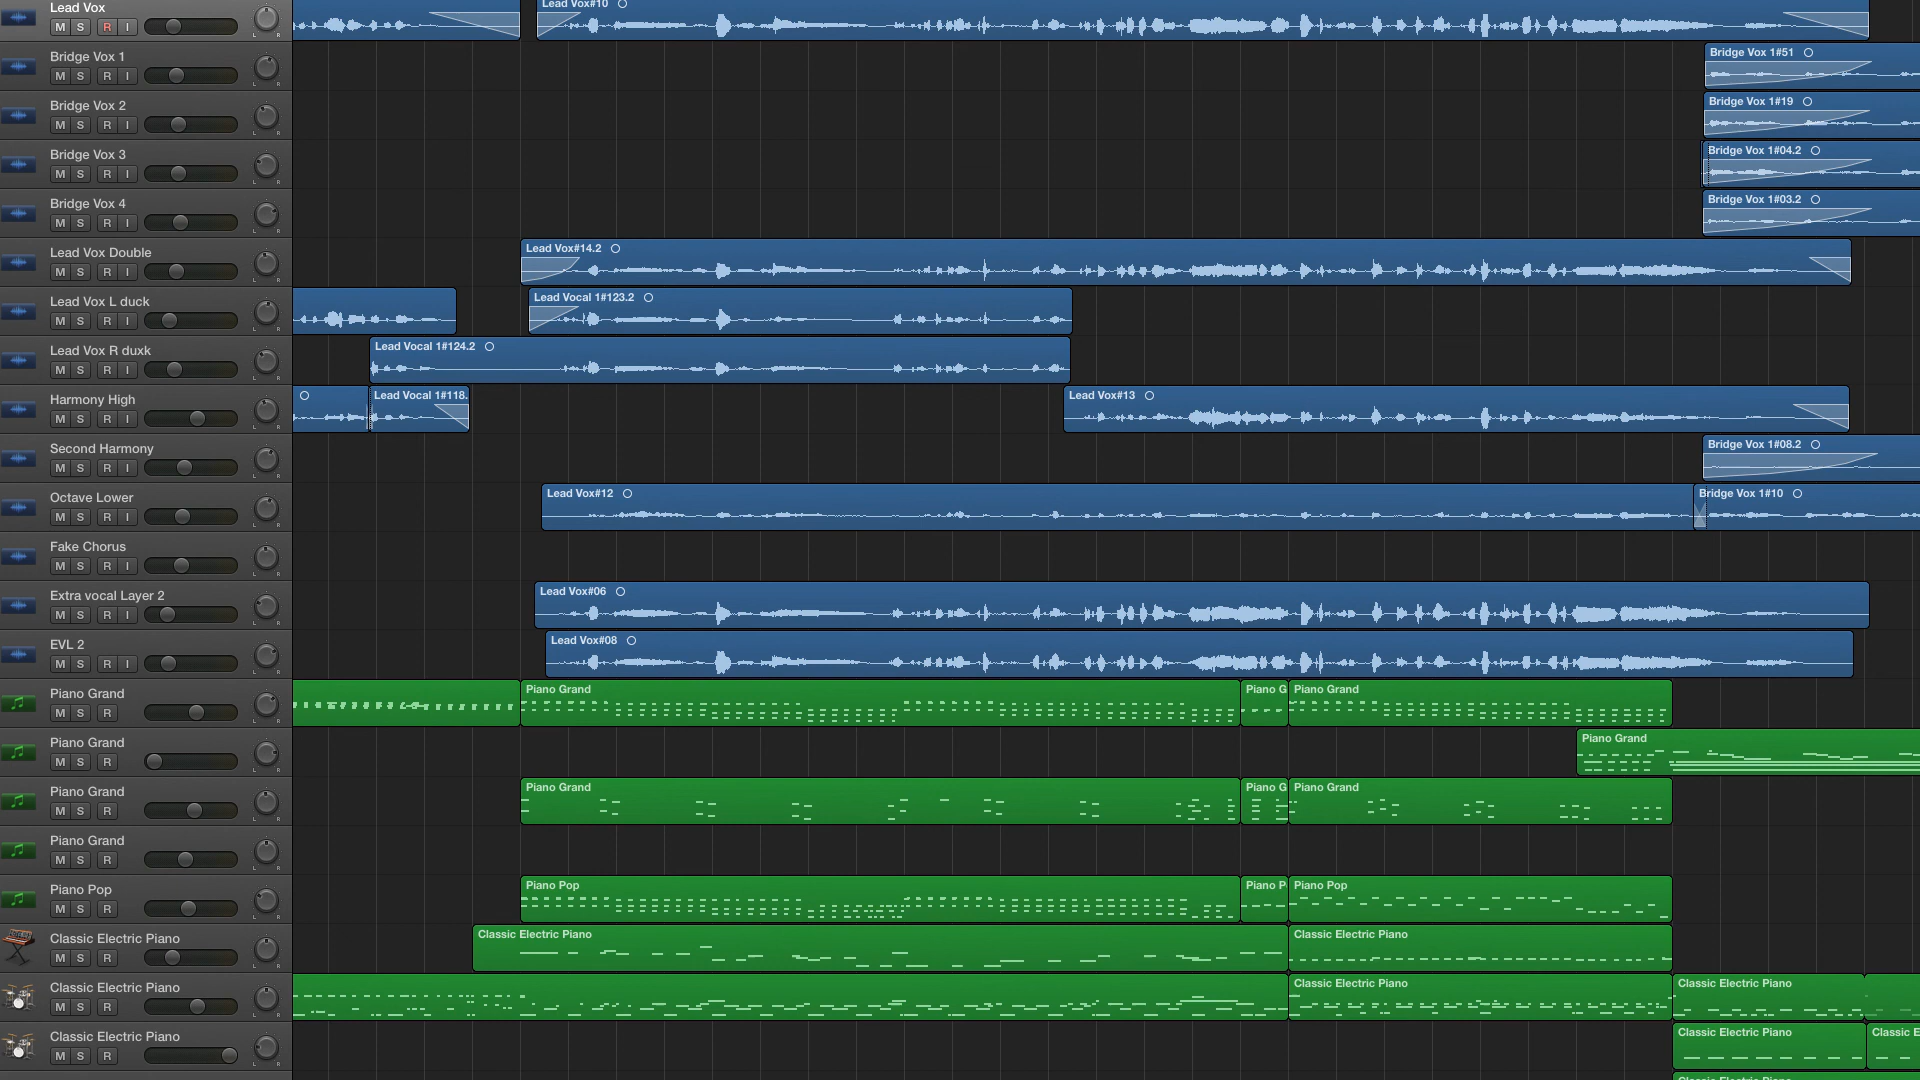 Lead Vox
M S R I
Lead Vox#10
Bridge Vox 1
M S R I
Bridge Vox 1#51
Bridge Vox 2
M S R I
Bridge Vox 1#19
Bridge Vox 3
M S R I
Bridge Vox 1#04.2
Bridge Vox 4
M S R I
Bridge Vox 1#03.2
Lead Vox Double
M S R I
Lead Vox#14.2
Lead Vox L duck
M S R I
Lead Vocal 1#123.2
Lead Vox R duxk
M S R I
Lead Vocal 1#124.2
Harmony High
M S R I
Lead Vocal 1#118.
Lead Vox#13
Second Harmony
M S R I
Bridge Vox 1#08.2
Octave Lower
M S R I
Lead Vox#12
Bridge Vox 1#10
Fake Chorus
M S R I
Extra vocal Layer 2
M S R I
Lead Vox#06
EVL 2
M S R I
Lead Vox#08
Piano Grand
M S R
Piano Grand
Piano G
Piano Grand
Piano Grand
M S R
Piano Grand
Piano Grand
M S R
Piano Grand
Piano G
Piano Grand
Piano Grand
M S R
Piano Pop
M S R
Piano Pop
Piano P
Piano Pop
Classic Electric Piano
M S R
Classic Electric Piano
Classic Electric Piano
Classic Electric Piano
M S R
Classic Electric Piano
Classic Electric Piano
Classic Electric Piano
M S R
Classic Electric Piano
Classic E